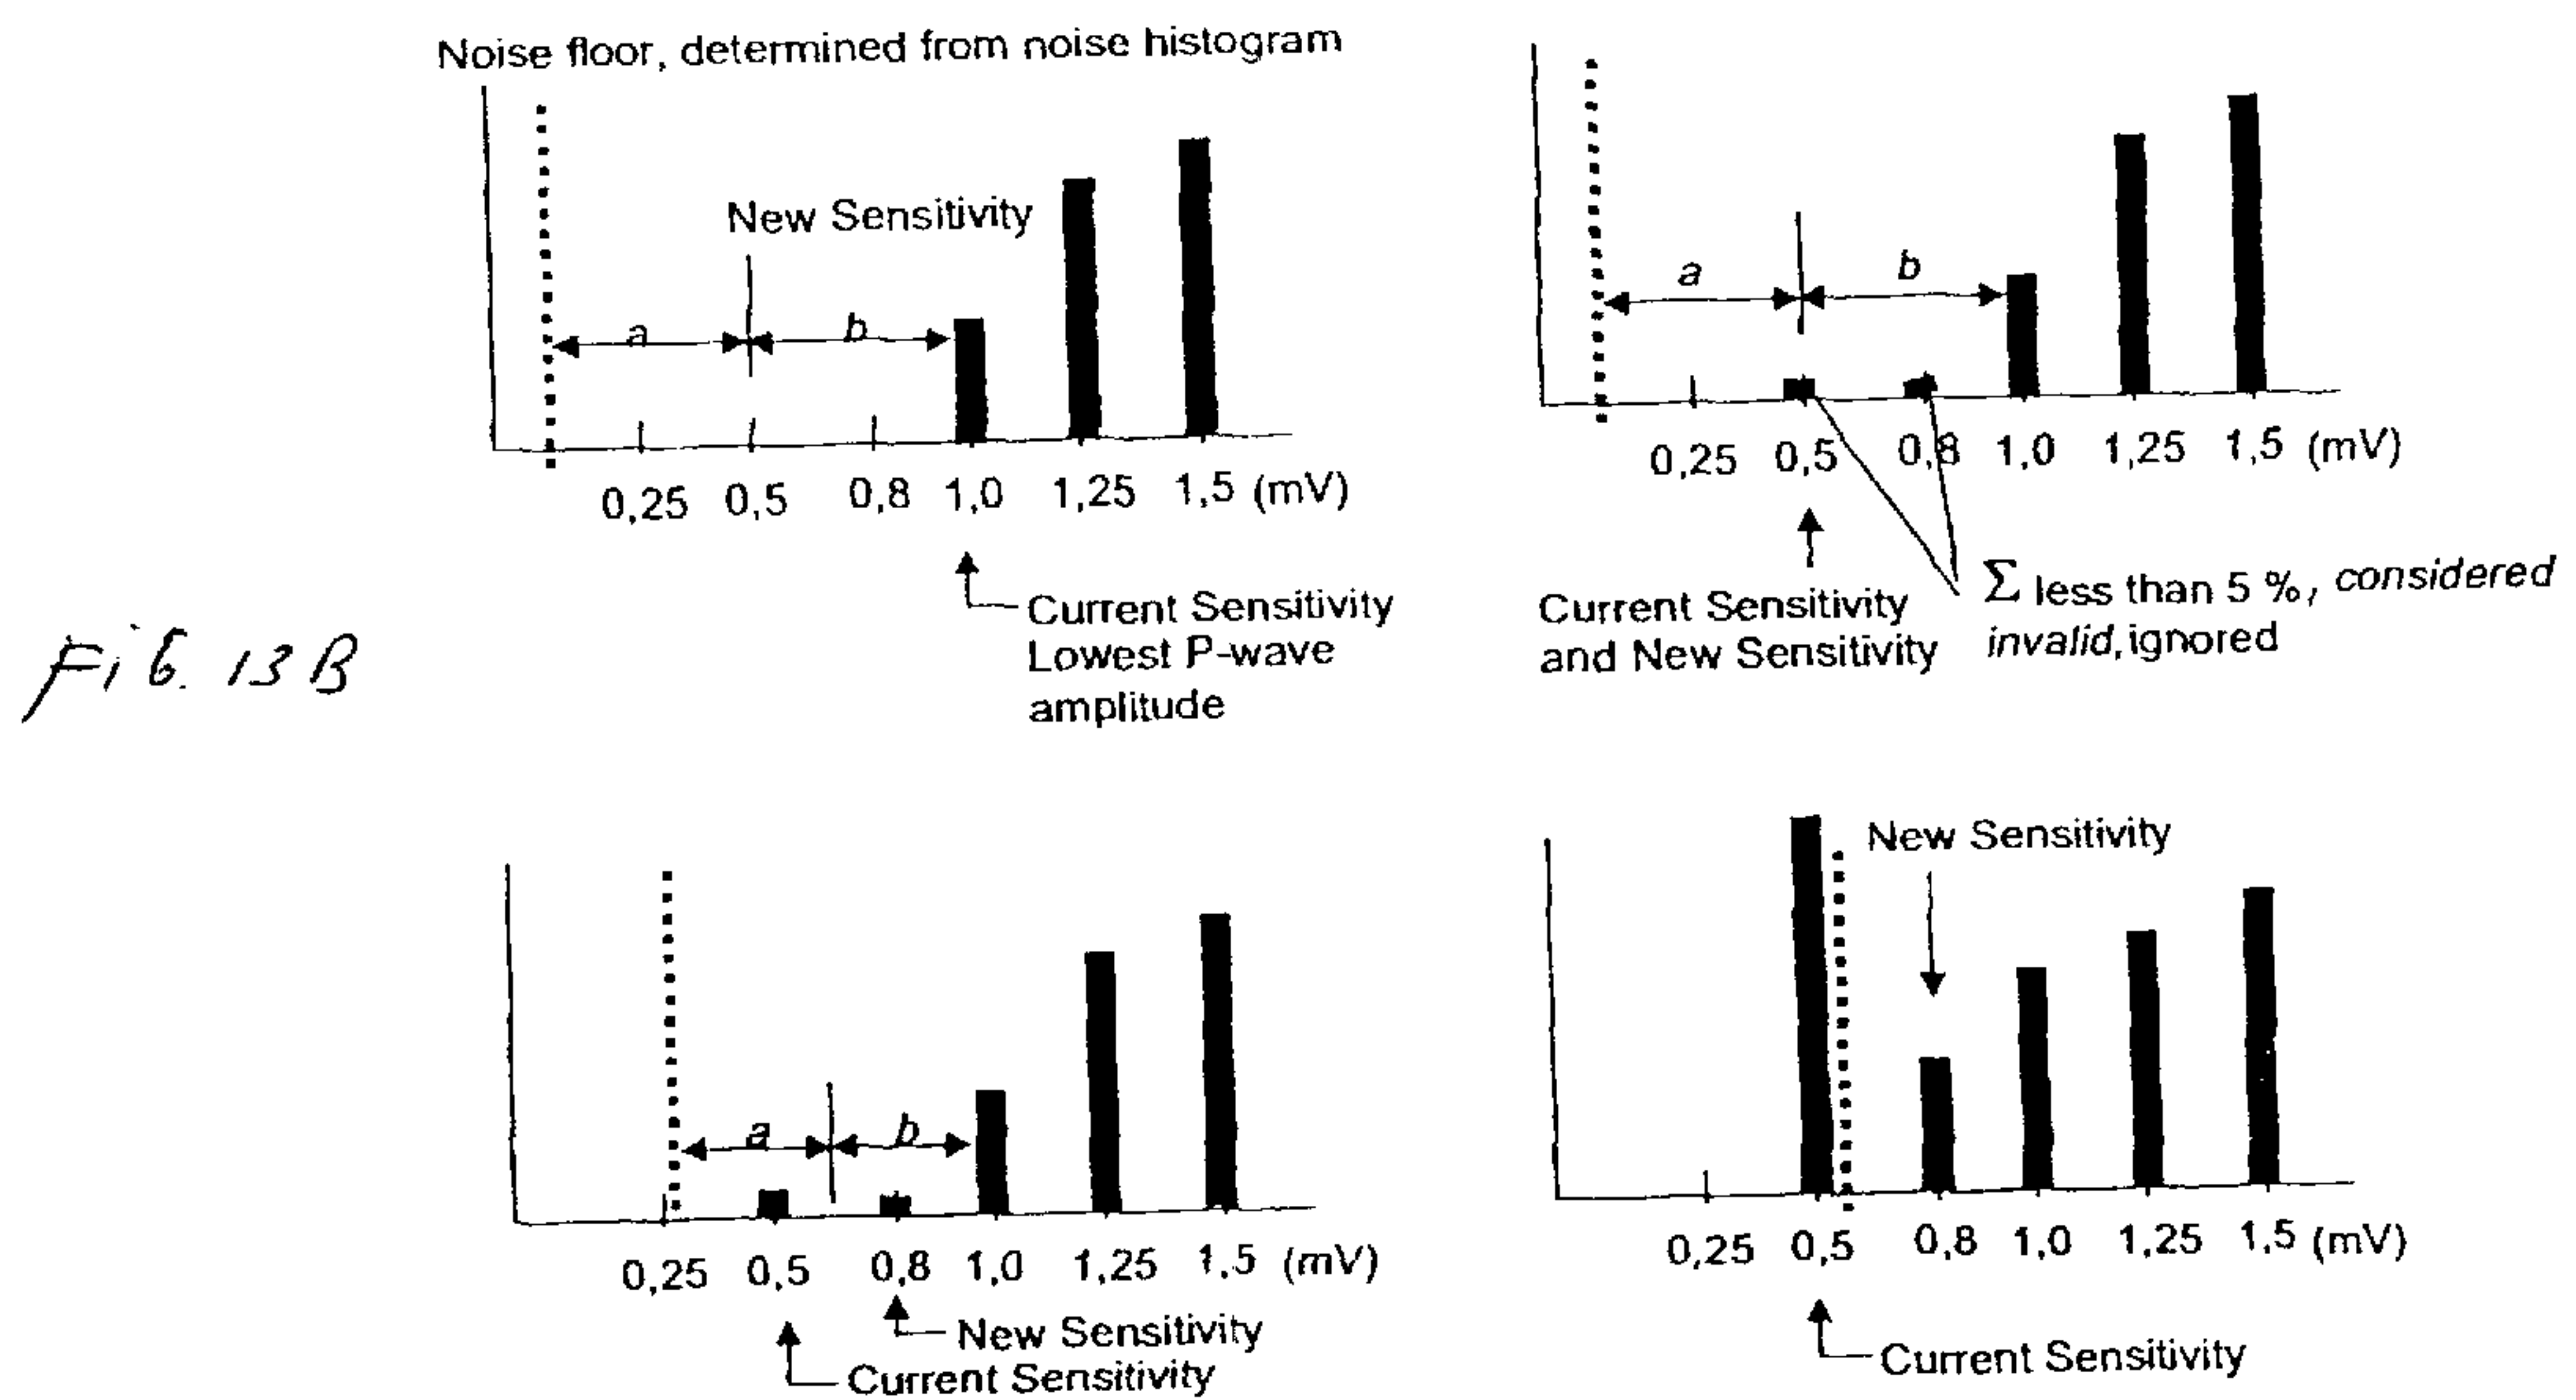 Noise floor, determined from noise histogram
New Sensitivity
a
b
0,25 0,5 0,8 1,0 1,25 1,5 (mV)
Current Sensitivity
Lowest P-wave
amplitude
a
b
0,25 0,5 0,8 1,0 1,25 1,5 (mV)
Current Sensitivity
and New Sensitivity
Σ less than 5 %, considered
invalid, ignored
Fig. 13B
a
b
0,25 0,5 0,8 1,0 1,25 1,5 (mV)
New Sensitivity
Current Sensitivity
New Sensitivity
0,25 0,5 0,8 1,0 1,25 1,5 (mV)
Current Sensitivity